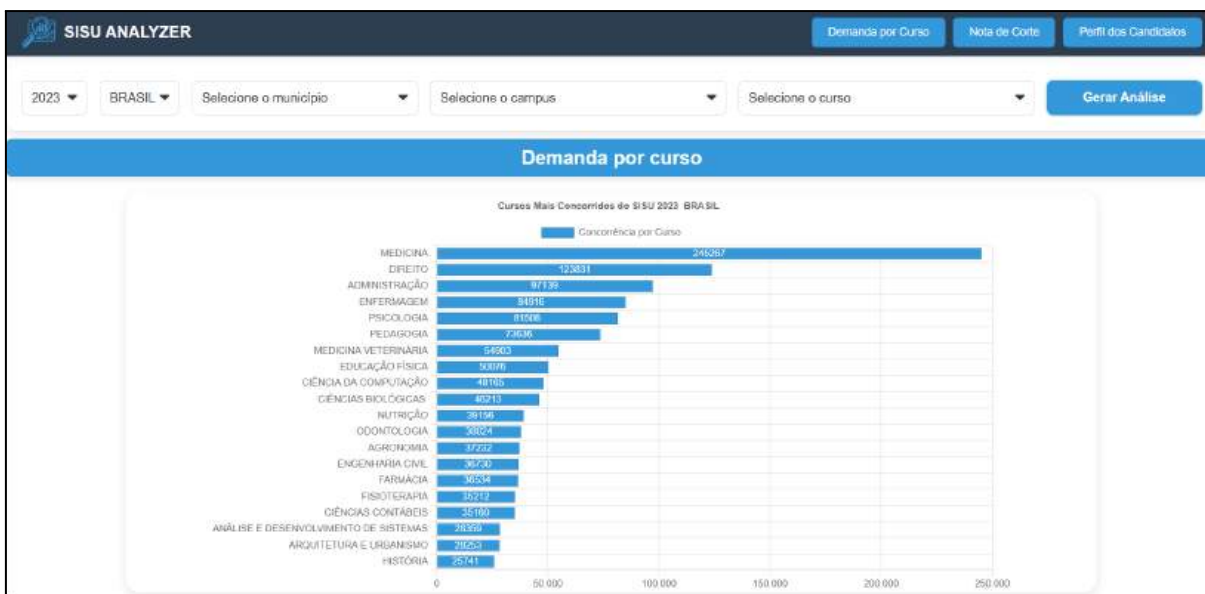 SISU ANALYZER
Demanda por Curso
Nota de Corte
Perfil dos Candidatos
2023
BRASIL
Selecione o município
Selecione o campus
Selecione o curso
Gerar Análise
Demanda por curso
Cursos Mais Concorridos do SISU 2023 BRASIL
Concorrência por Curso
MEDICINA 245267
DIREITO 123831
ADMINISTRAÇÃO 97139
ENFERMAGEM 84916
PSICOLOGIA 81506
PEDAGOGIA 73636
MEDICINA VETERINÁRIA 54903
EDUCAÇÃO FÍSICA 50076
CIÊNCIA DA COMPUTAÇÃO 48165
CIÊNCIAS BIOLÓGICAS 46213
NUTRIÇÃO 39156
ODONTOLOGIA
AGRONOMIA 37232
ENGENHARIA CIVIL 36730
FARMÁCIA 36534
FISIOTERAPIA 35212
CIÊNCIAS CONTÁBEIS 35160
ANÁLISE E DESENVOLVIMENTO DE SISTEMAS
ARQUITETURA E URBANISMO 28253
HISTÓRIA 25741
0 50.000 100.000 150.000 200.000 250.000